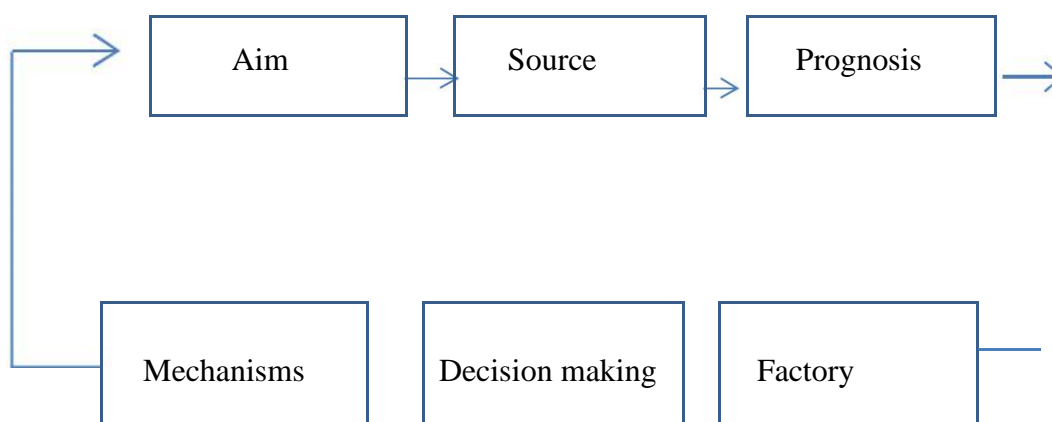 Aim
Source
Prognosis
Mechanisms
Decision making
Factory